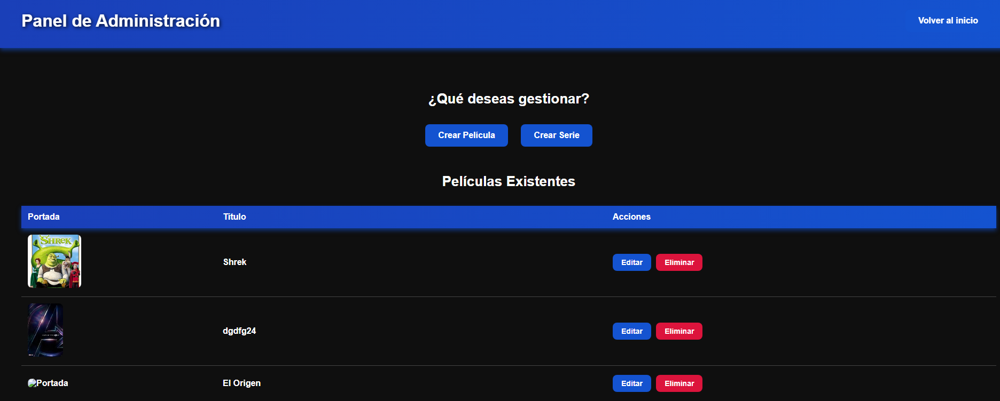 Panel de Administración
Volver al inicio
¿Qué deseas gestionar?
Crear Película Crear Serie
Películas Existentes
Portada Título Acciones
SHREK
Shrek Editar Eliminar
dgdfg24 Editar Eliminar
Portada El Origen Editar Eliminar